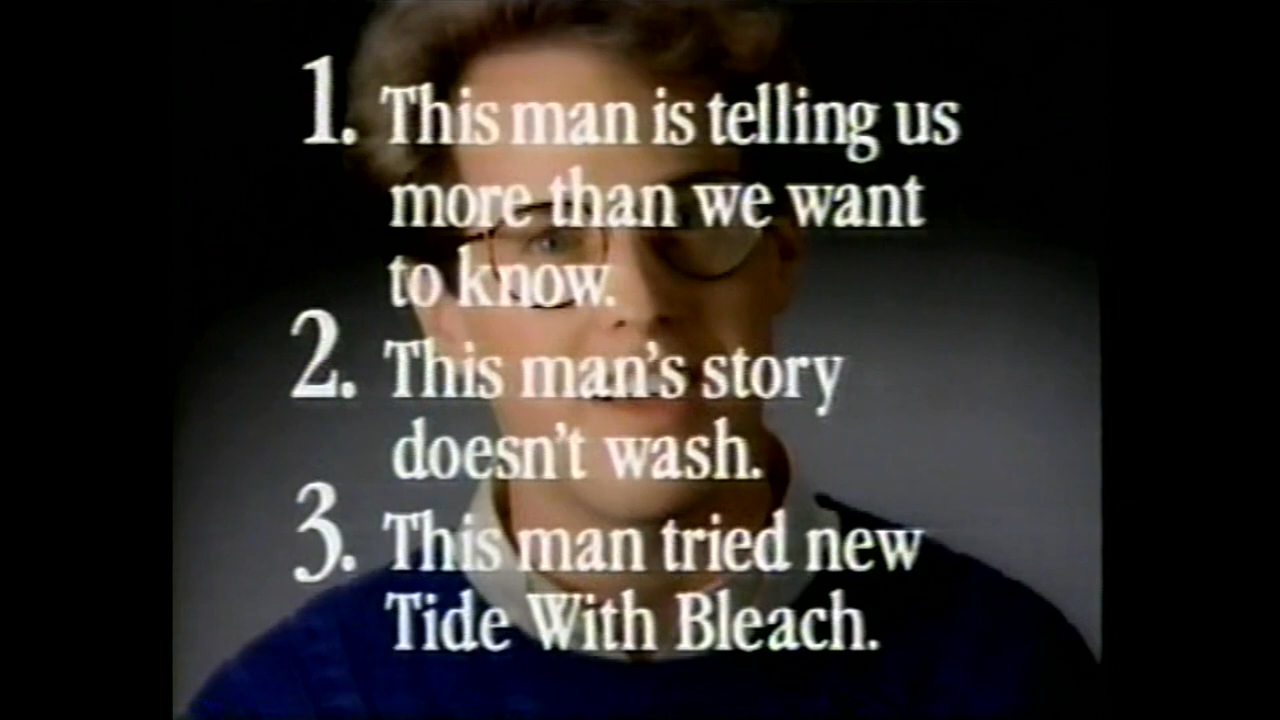 1. This man is telling us
more than we want
to know.
2. This man's story
doesn't wash.
3. This man tried new
Tide With Bleach.